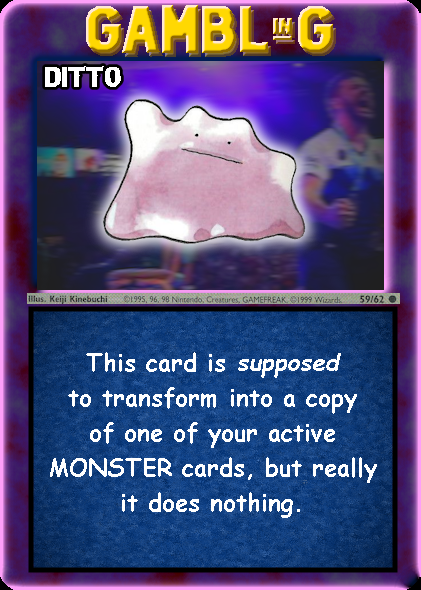 GAMBLING
DITTO
Illus. Keiji Kinebuchi ©1995, 96, 98 Nintendo, Creatures, GAMEFREAK. ©1999 Wizards. 59/62 ●
This card is supposed
to transform into a copy
of one of your active
MONSTER cards, but really
it does nothing.